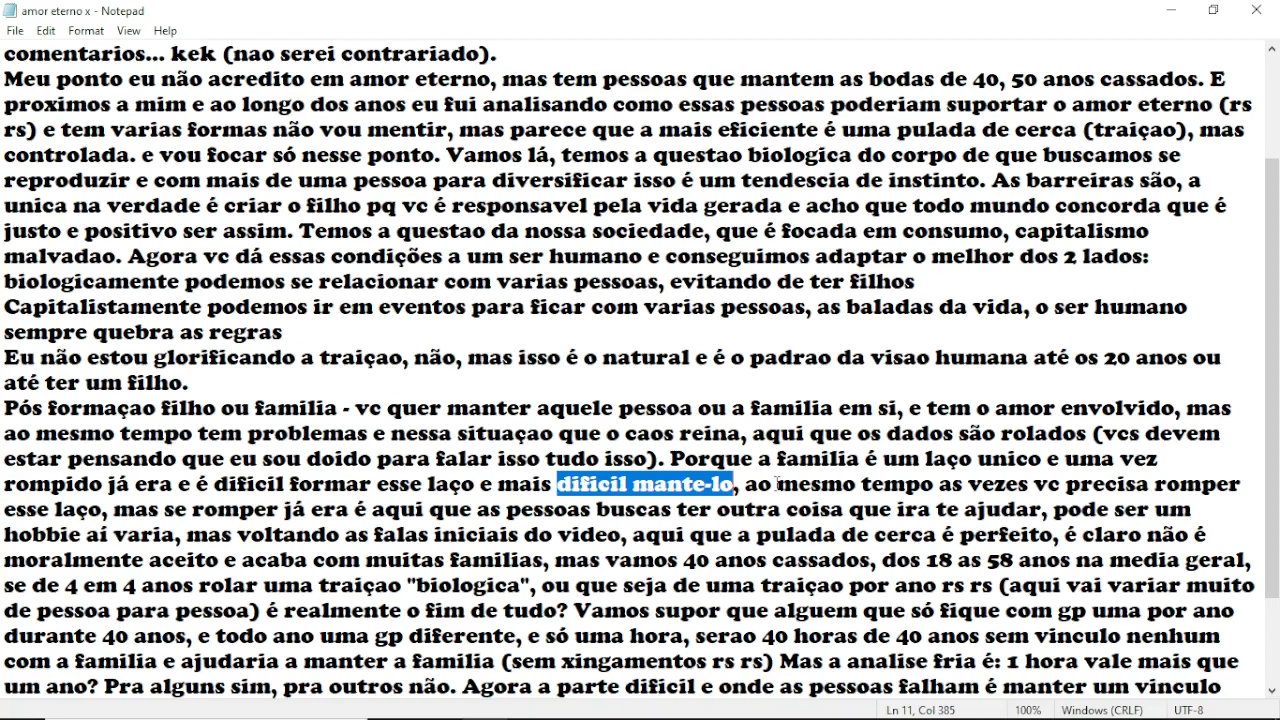 amor eterno x - Notepad
File Edit Format View Help
comentarios... kek (nao serei contrariado).
Meu ponto eu não acredito em amor eterno, mas tem pessoas que mantem as bodas de 40, 50 anos cassados. E
proximos a mim e ao longo dos anos eu fui analisando como essas pessoas poderiam suportar o amor eterno (rs
rs) e tem varias formas não vou mentir, mas parece que a mais eficiente é uma pulada de cerca (traiçao), mas
controlada. e vou focar só nesse ponto. Vamos lá, temos a questao biologica do corpo de que buscamos se
reproduzir e com mais de uma pessoa para diversificar isso é um tendescia de instinto. As barreiras são, a
unica na verdade é criar o filho pq vc é responsavel pela vida gerada e acho que todo mundo concorda que é
justo e positivo ser assim. Temos a questao da nossa sociedade, que é focada em consumo, capitalismo
malvadao. Agora vc dá essas condições a um ser humano e conseguimos adaptar o melhor dos 2 lados:
biologicamente podemos se relacionar com varias pessoas, evitando de ter filhos
Capitalistamente podemos ir em eventos para ficar com varias pessoas, as baladas da vida, o ser humano
sempre quebra as regras
Eu não estou glorificando a traiçao, não, mas isso é o natural e é o padrao da visao humana até os 20 anos ou
até ter um filho.
Pós formaçao filho ou familia - vc quer manter aquele pessoa ou a familia em si, e tem o amor envolvido, mas
ao mesmo tempo tem problemas e nessa situaçao que o caos reina, aqui que os dados são rolados (vcs devem
estar pensando que eu sou doido para falar isso tudo isso). Porque a familia é um laço unico e uma vez
rompido já era e é dificil formar esse laço e mais dificil mante-lo, ao mesmo tempo as vezes vc precisa romper
esse laço, mas se romper já era é aqui que as pessoas buscas ter outra coisa que ira te ajudar, pode ser um
hobbie aí varia, mas voltando as falas iniciais do video, aqui que a pulada de cerca é perfeito, é claro não é
moralmente aceito e acaba com muitas familias, mas vamos 40 anos cassados, dos 18 as 58 anos na media geral,
se de 4 em 4 anos rolar uma traiçao "biologica", ou que seja de uma traiçao por ano rs rs (aqui vai variar muito
de pessoa para pessoa) é realmente o fim de tudo? Vamos supor que alguem que só fique com gp uma por ano
durante 40 anos, e todo ano uma gp diferente, e só uma hora, serao 40 horas de 40 anos sem vinculo nenhum
com a familia e ajudaria a manter a familia (sem xingamentos rs rs) Mas a analise fria é: 1 hora vale mais que
um ano? Pra alguns sim, pra outros não. Agora a parte dificil e onde as pessoas falham é manter um vinculo
Ln 11, Col 385 100% Windows (CRLF) UTF-8